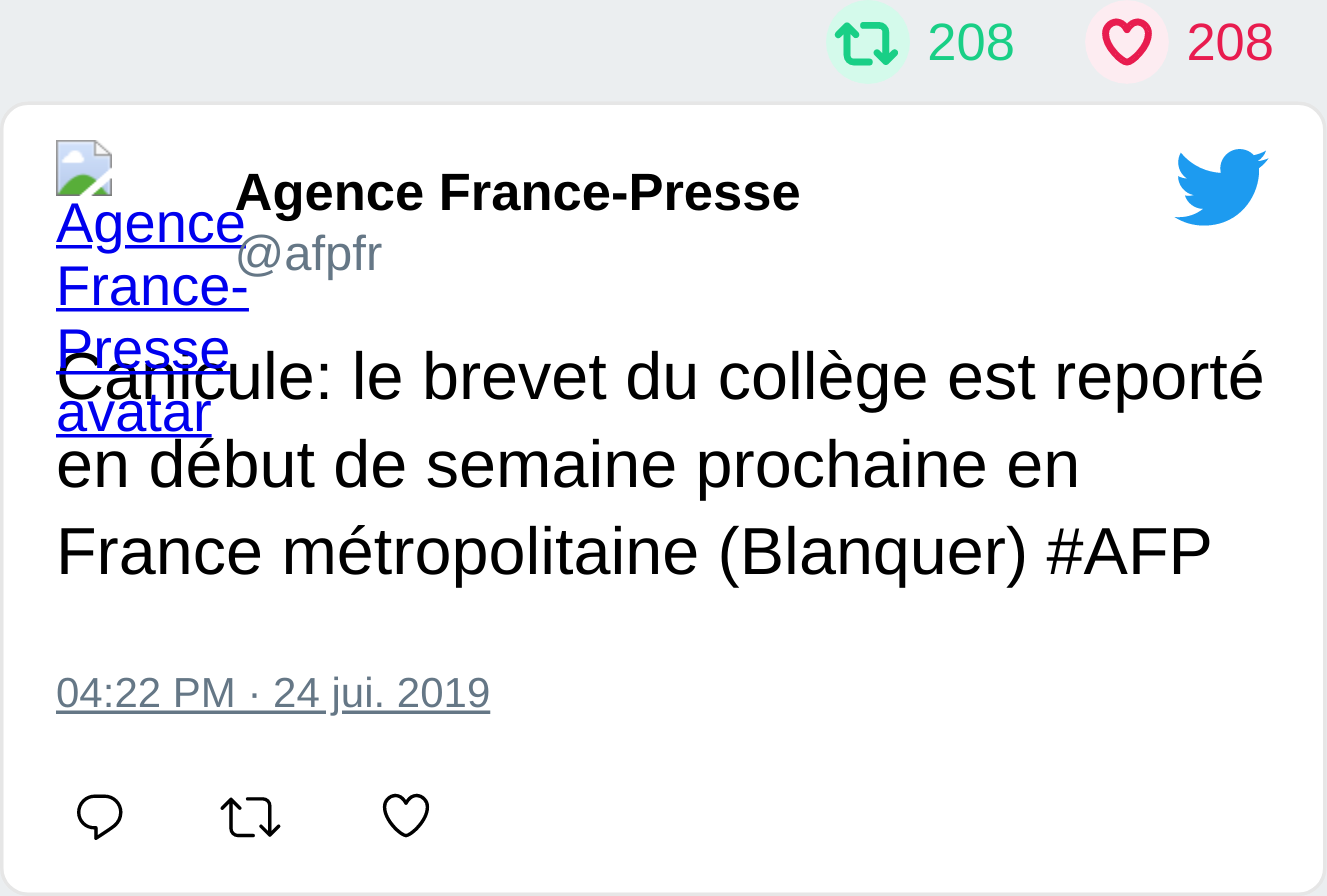 208 208
Agence France-Presse avatar
Agence France-Presse
@afpfr
Canicule: le brevet du collège est reporté
en début de semaine prochaine en
France métropolitaine (Blanquer) #AFP
04:22 PM · 24 jui. 2019